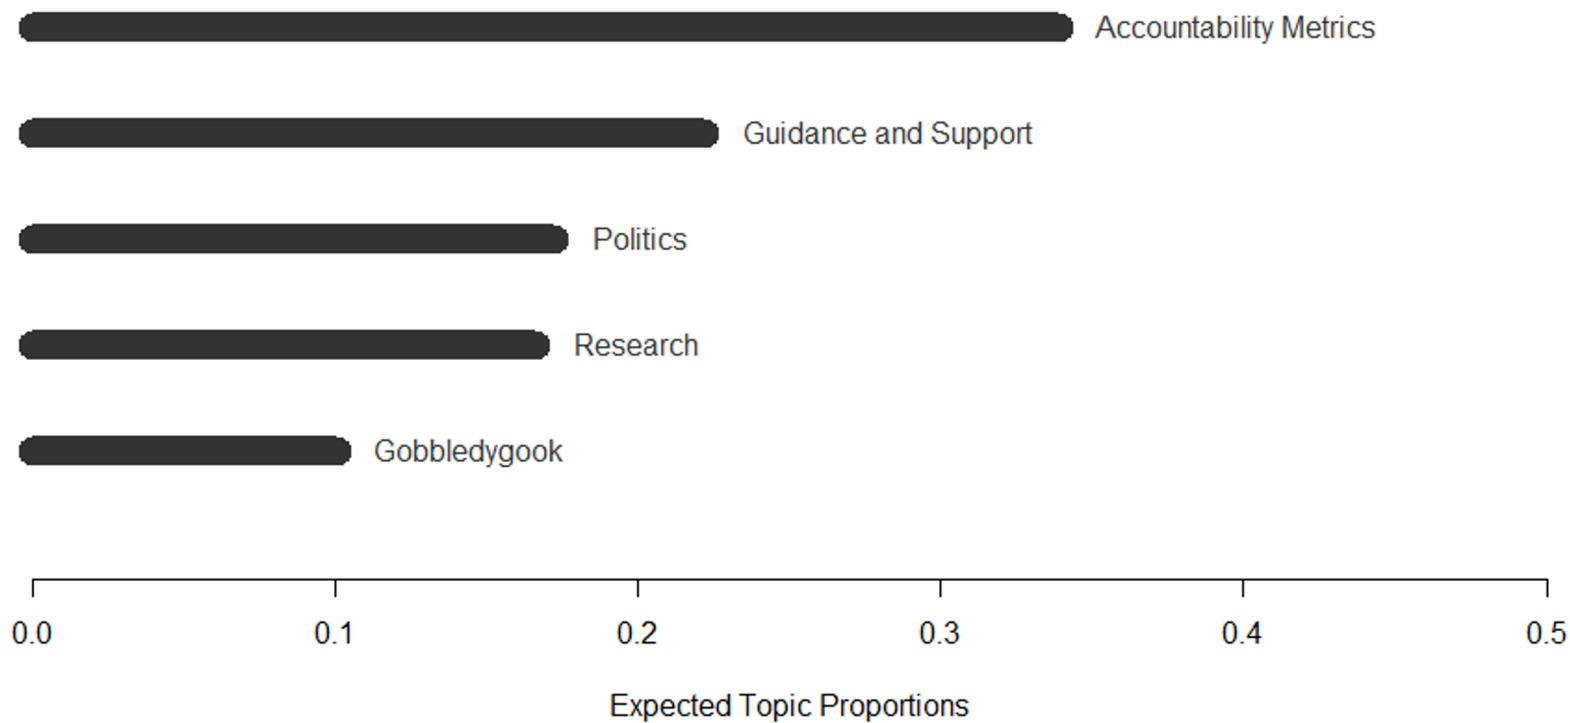 Accountability Metrics
Guidance and Support
Politics
Research
Gobbledygook
0.0 0.1 0.2 0.3 0.4 0.5
Expected Topic Proportions